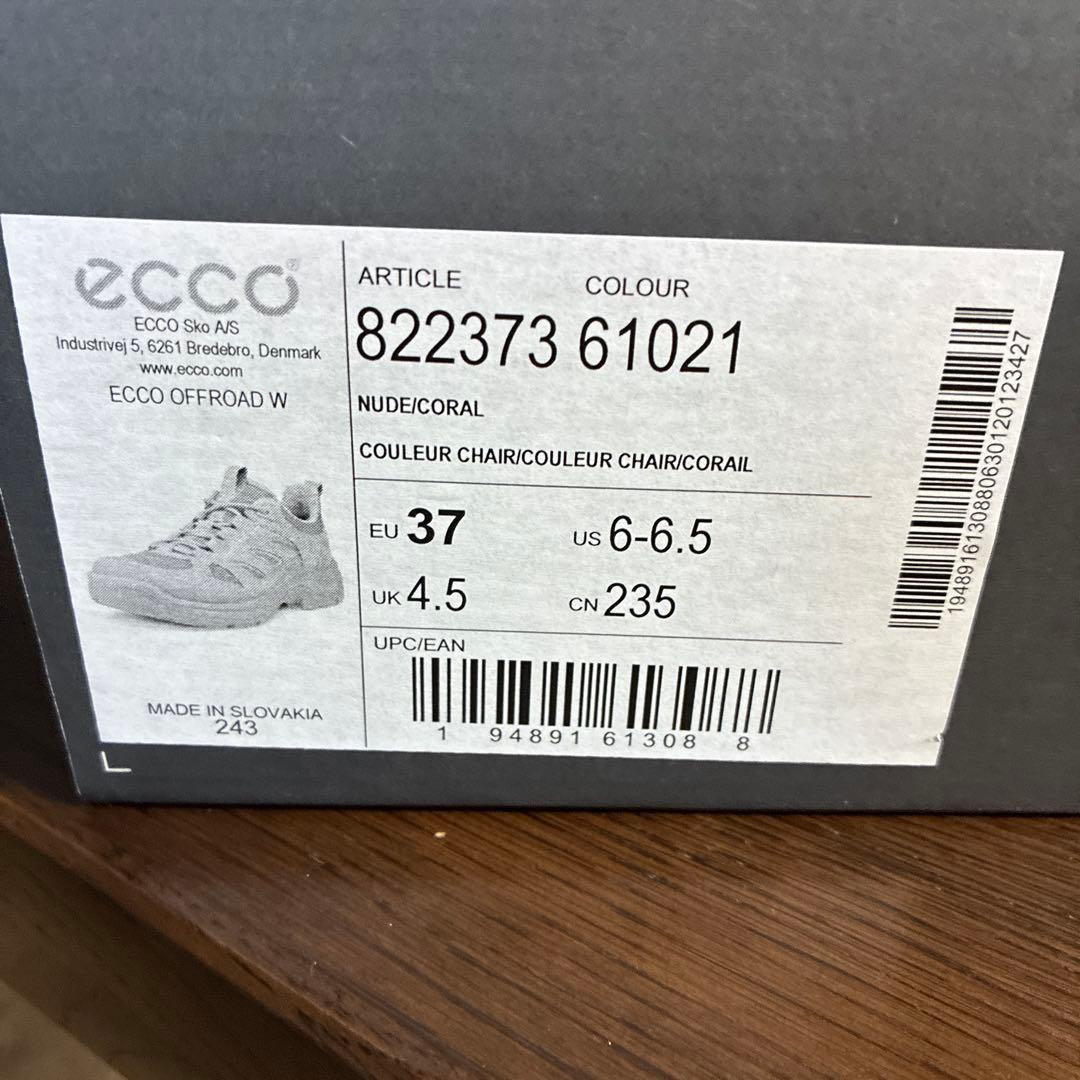 ecco®
ECCO Sko A/S
Industrivej 5, 6261 Bredebro, Denmark
www.ecco.com
ECCO OFFROAD W
MADE IN SLOVAKIA
243
ARTICLE COLOUR
822373 61021
NUDE/CORAL
COULEUR CHAIR/COULEUR CHAIR/CORAIL
EU 37 US 6-6.5
UK 4.5 CN 235
UPC/EAN
1 94891 61308 8
194891613088063012012​3427